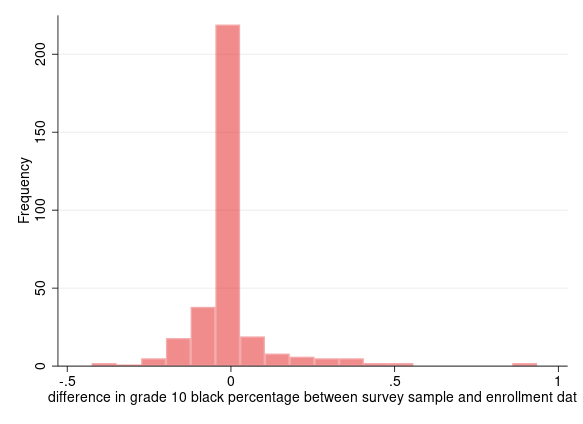 200
150
100
50
0
Frequency
-.5 0 .5 1
difference in grade 10 black percentage between survey sample and enrollment dat